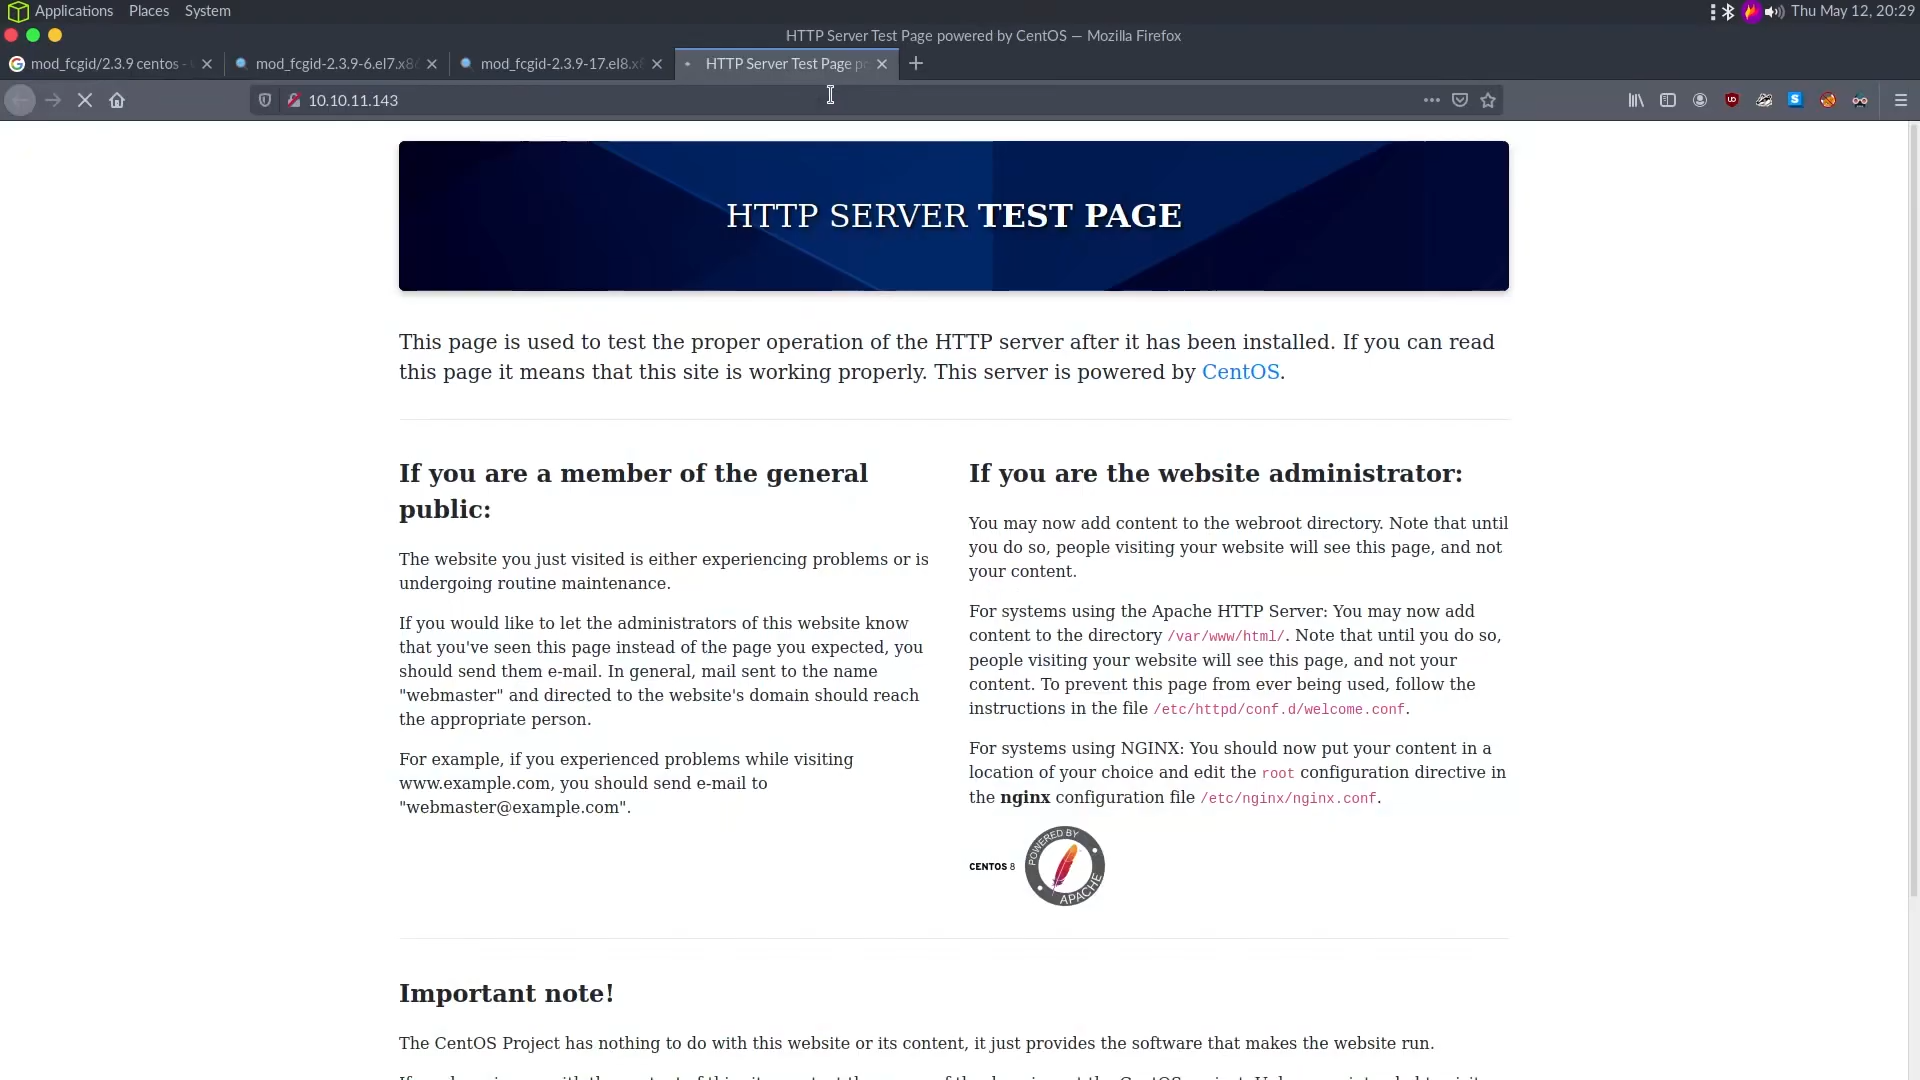 Applications Places System
Thu May 12, 20:29
HTTP Server Test Page powered by CentOS — Mozilla Firefox
mod_fcgid/2.3.9 centos -
mod_fcgid-2.3.9-6.el7.x86
mod_fcgid-2.3.9-17.el8.x
HTTP Server Test Page
10.10.11.143
HTTP SERVER TEST PAGE
This page is used to test the proper operation of the HTTP server after it has been installed. If you can read
this page it means that this site is working properly. This server is powered by CentOS.
If you are a member of the general
public:
The website you just visited is either experiencing problems or is
undergoing routine maintenance.
If you would like to let the administrators of this website know
that you've seen this page instead of the page you expected, you
should send them e-mail. In general, mail sent to the name
"webmaster" and directed to the website's domain should reach
the appropriate person.
For example, if you experienced problems while visiting
www.example.com, you should send e-mail to
"webmaster@example.com".
If you are the website administrator:
You may now add content to the webroot directory. Note that until
you do so, people visiting your website will see this page, and not
your content.
For systems using the Apache HTTP Server: You may now add
content to the directory /var/www/html/. Note that until you do so,
people visiting your website will see this page, and not your
content. To prevent this page from ever being used, follow the
instructions in the file /etc/httpd/conf.d/welcome.conf.
For systems using NGINX: You should now put your content in a
location of your choice and edit the root configuration directive in
the nginx configuration file /etc/nginx/nginx.conf.
CENTOS 8
POWERED BY
APACHE
Important note!
The CentOS Project has nothing to do with this website or its content, it just provides the software that makes the website run.